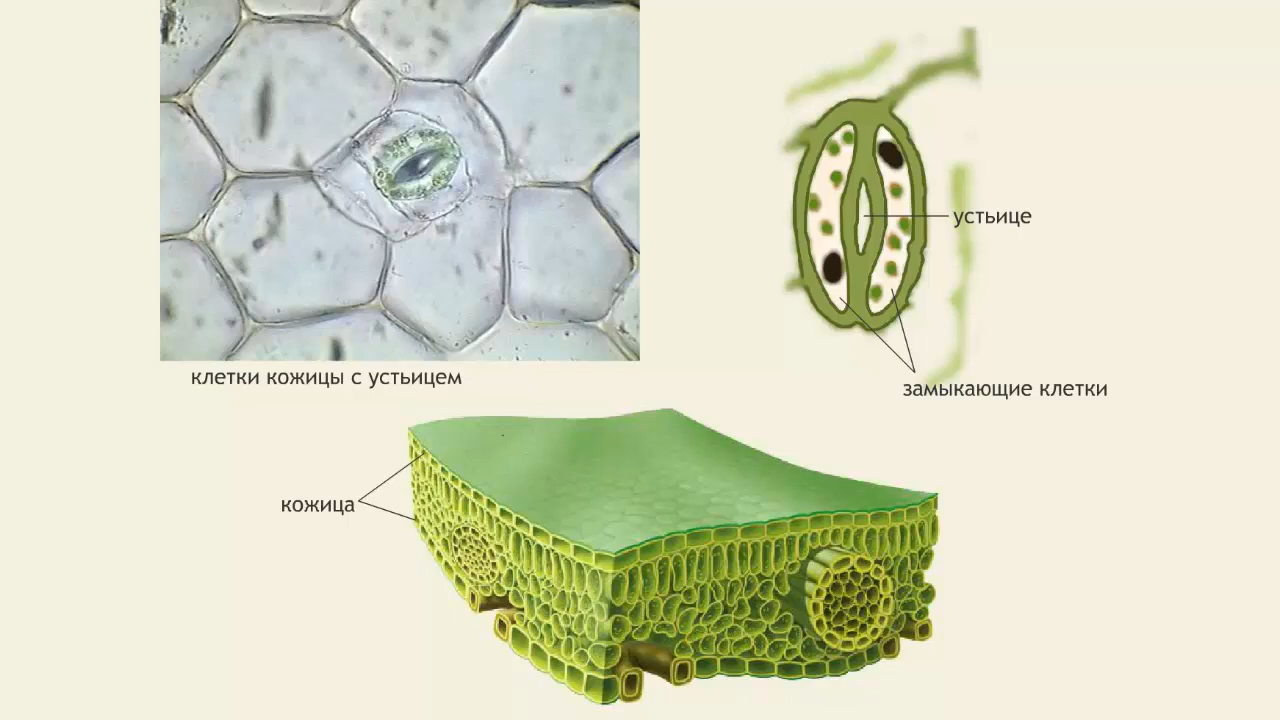 устьице
клетки кожицы с устьицем
замыкающие клетки
кожица